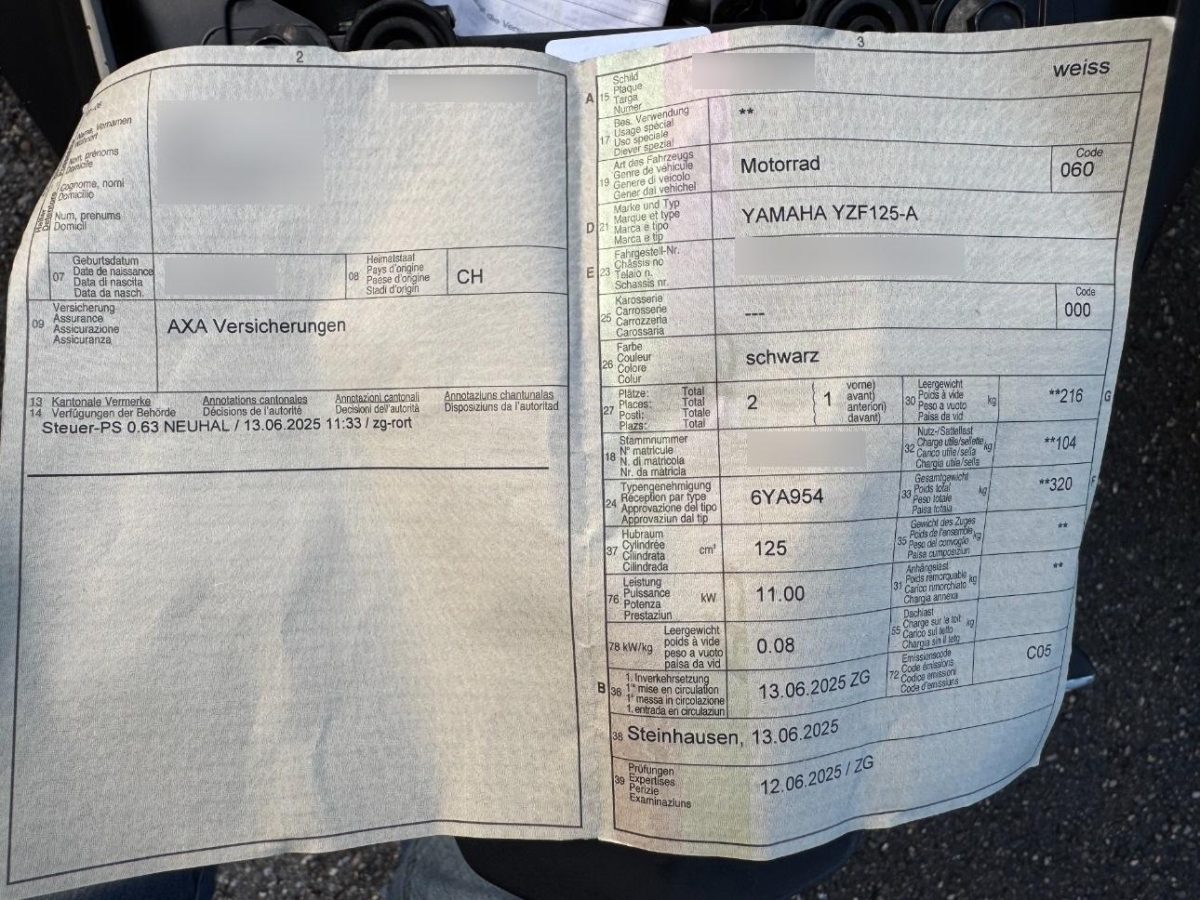 2
Name, Vornamen
Wohnort
Nom, prénoms
Domicile
Cognome, nomi
Domicilio
Num, prenums
Domicil
07 Geburtsdatum
Date de naissance
Data di nascita
Data da nasch.
08 Heimatstaat
Pays d'origine
Paese d'origine
Stadi d'origin
CH
09 Versicherung
Assurance
Assicurazione
Assicuranza
AXA Versicherungen
13 Kantonale Vermerke Annotations cantonales Annotazioni cantonali Annotaziuns chantunalas
14 Verfügungen der Behörde Décisions de l'autorité Decisioni dell'autorità Disposiziuns de l'autoritad
Steuer-PS 0.63 NEUHAL / 13.06.2025 11:33 / zg-rort
3
A 15 Schild
Plaque
Targa
Numer
weiss
17 Bes. Verwendung
Usage spécial
Uso speciale
Diever spezial
**
19 Art des Fahrzeugs
Genre de véhicule
Genere di veicolo
Gener dal vehichel
Motorrad
Code
060
D 21 Marke und Typ
Marque et type
Marca e tipo
Marca e tip
YAMAHA YZF125-A
E 23 Fahrgestell-Nr.
Châssis no
Telaio n.
Schassis nr.
25 Karosserie
Carrosserie
Carrozzeria
Carossaria
---
Code
000
26 Farbe
Couleur
Colore
Colur
schwarz
27 Plätze: Total
Places: Total
Posti: Totale
Plazs: Total
2
1
vorne)
avant)
anteriori)
davant)
30 Leergewicht
Poids à vide
Peso a vuoto
Paisa da vid
kg
**216
G
18 Stammnummer
N° matricule
N. di matricola
Nr. da matricla
32 Nutz-/Sattellast
Charge utile/sellette
Carico utile/sella
Chargia utila/sella
kg
**104
24 Typengenehmigung
Réception par type
Approvazione del tipo
Approvaziun dal tip
6YA954
33 Gesamtgewicht
Poids total
Peso totale
Paisa totala
kg
**320
F
37 Hubraum
Cylindrée
Cilindrata
Cilindrada
cm³
125
35 Gewicht des Zuges
Poids de l'ensemble
Peso del convoglio
Paisa cumposiziun
kg
**
76 Leistung
Puissance
Potenza
Prestaziun
kW
11.00
31 Anhängelast
Poids remorquable
Carico rimorchiato
Chargia annexa
kg
**
78 kW/kg
Leergewicht
poids à vide
peso a vuoto
paisa da vid
0.08
55 Dachlast
Charge sur le toit
Carico sul tetto
Chargia sin il tetg
kg
B 36 1. Inverkehrsetzung
1re mise en circulation
1a messa in circolazione
1. entrada en circulaziun
13.06.2025 ZG
72 Emissionscode
Code émissions
Codice emissioni
Code d'emissiuns
C05
38 Steinhausen, 13.06.2025
39 Prüfungen
Expertises
Perizie
Examinaziuns
12.06.2025 / ZG